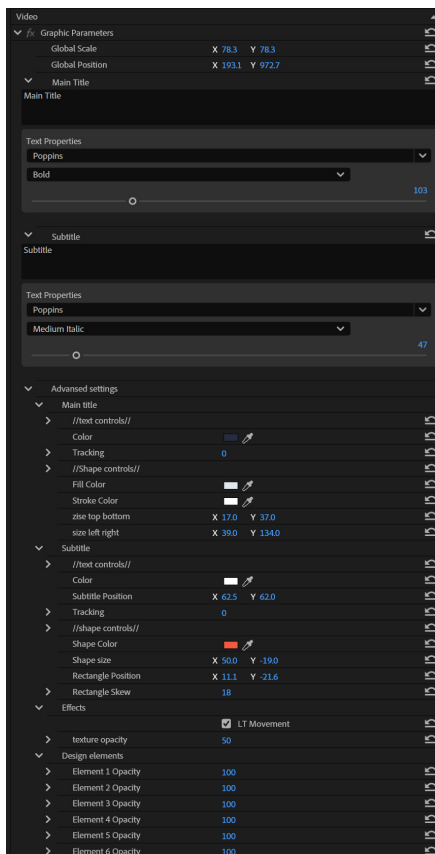 Video
fx Graphic Parameters
Global Scale X 78.3 Y 78.3
Global Position X 193.1 Y 972.7
Main Title
Main Title
Text Properties
Poppins
Bold
103
Subtitle
Subtitle
Text Properties
Poppins
Medium Italic
47
Advansed settings
Main title
//text controls//
Color
Tracking 0
//Shape controls//
Fill Color
Stroke Color
zise top bottom X 17.0 Y 37.0
size left right X 39.0 Y 134.0
Subtitle
//text controls//
Color
Subtitle Position X 62.5 Y 62.0
Tracking 0
//shape controls//
Shape Color
Shape size X 50.0 Y -19.0
Rectangle Position X 11.1 Y -21.6
Rectangle Skew 18
Effects
LT Movement
texture opacity 50
Design elements
Element 1 Opacity 100
Element 2 Opacity 100
Element 3 Opacity 100
Element 4 Opacity 100
Element 5 Opacity 100
Element 6 Opacity 100